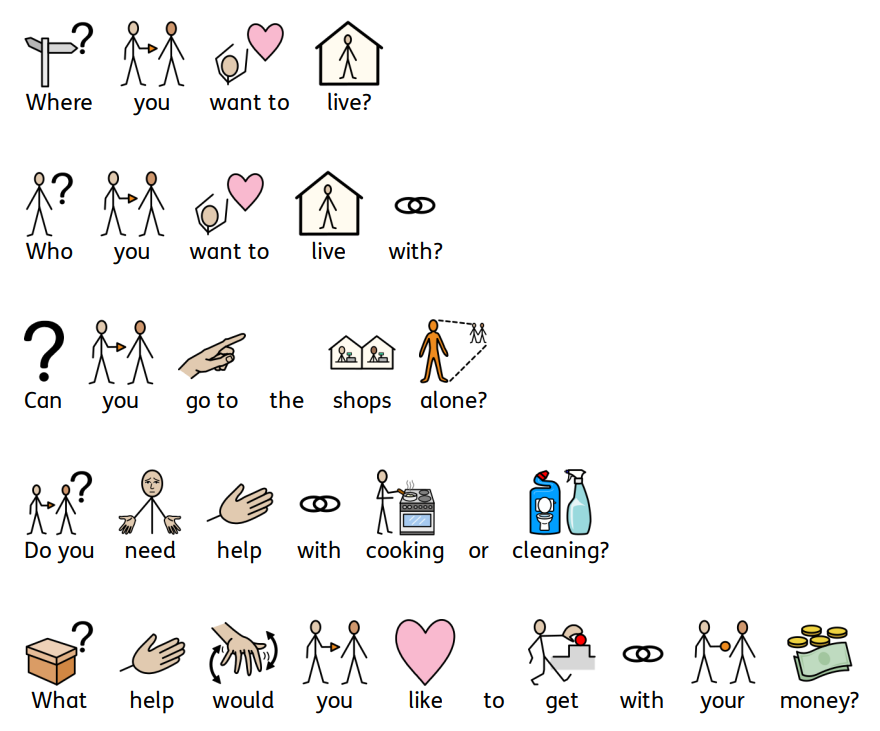 Where you want to live?
Who you want to live with?
Can you go to the shops alone?
Do you need help with cooking or cleaning?
What help would you like to get with your money?